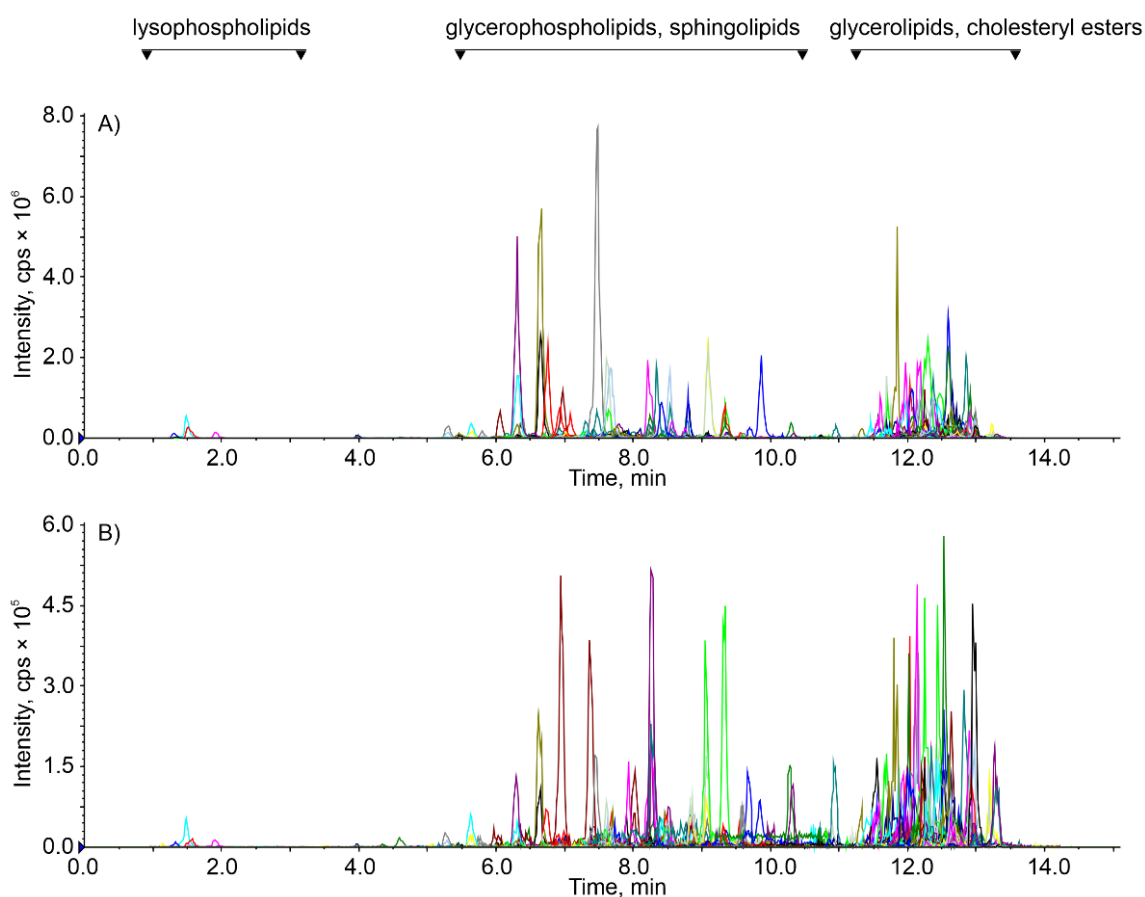 lysophospholipids glycerophospholipids, sphingolipids glycerolipids, cholesteryl esters
A)
Intensity, cps × 10⁶
8.0
6.0
4.0
2.0
0.0
0.0 2.0 4.0 6.0 8.0 10.0 12.0 14.0
Time, min
B)
Intensity, cps × 10⁵
6.0
4.5
3.0
1.5
0.0
0.0 2.0 4.0 6.0 8.0 10.0 12.0 14.0
Time, min